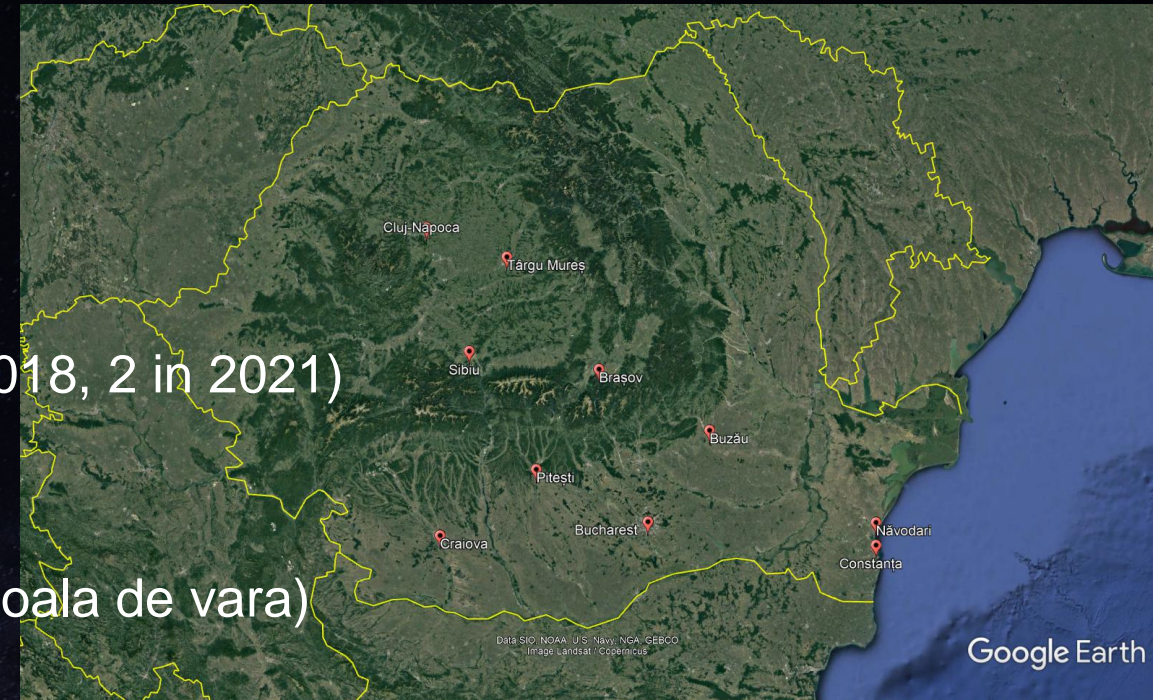 Cluj-Napoca
Târgu Mureș
Sibiu
Brașov
018, 2 in 2021)
Buzău
Pitești
Bucharest
Năvodari
Craiova
Constanța
oala de vara)
Data SIO, NOAA, U.S. Navy, NGA, GEBCO
Image Landsat / Copernicus
Google Earth